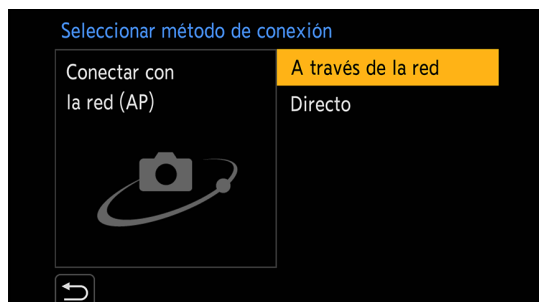 Seleccionar método de conexión
Conectar con
la red (AP)
A través de la red
Directo